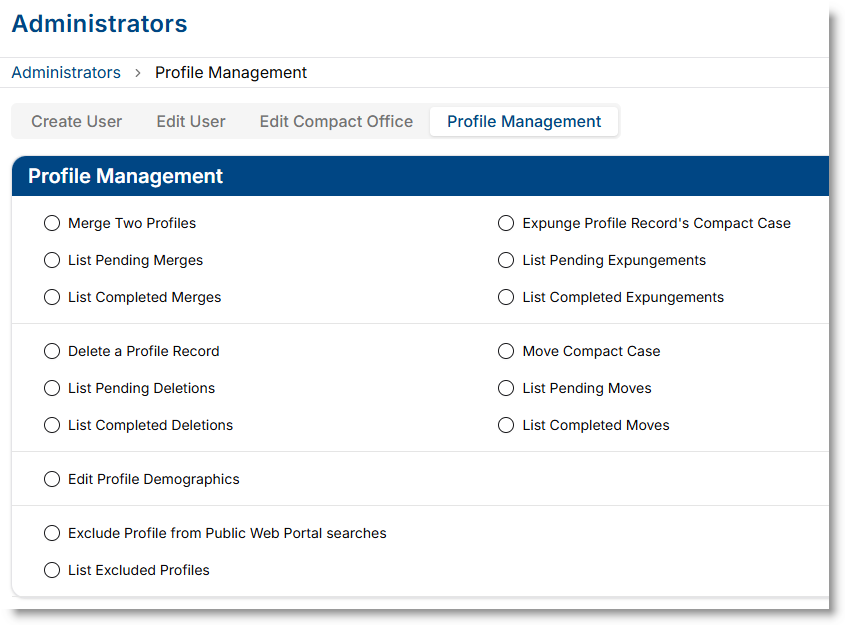 Administrators
Administrators > Profile Management
Create User Edit User Edit Compact Office Profile Management
Profile Management
Merge Two Profiles Expunge Profile Record's Compact Case
List Pending Merges List Pending Expungements
List Completed Merges List Completed Expungements
Delete a Profile Record Move Compact Case
List Pending Deletions List Pending Moves
List Completed Deletions List Completed Moves
Edit Profile Demographics
Exclude Profile from Public Web Portal searches
List Excluded Profiles